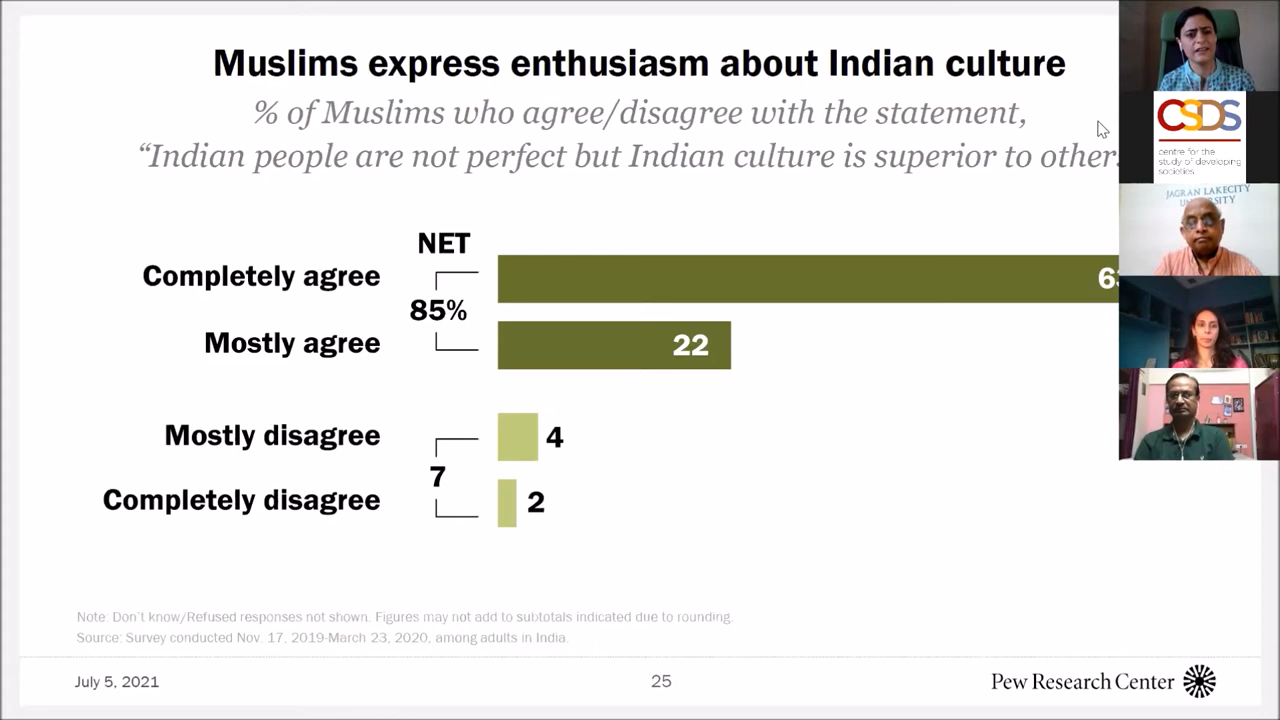 Muslims express enthusiasm about Indian culture
% of Muslims who agree/disagree with the statement,
“Indian people are not perfect but Indian culture is superior to other
NET
Completely agree
85%
Mostly agree
22
Mostly disagree
4
7
Completely disagree
2
Note: Don't know/Refused responses not shown. Figures may not add to subtotals indicated due to rounding.
Source: Survey conducted Nov. 17, 2019-March 23, 2020, among adults in India.
July 5, 2021
25
Pew Research Center
CSDS
centre for the
study of developing
societies
JAGRAN LAKECITY
UNIVERSITY